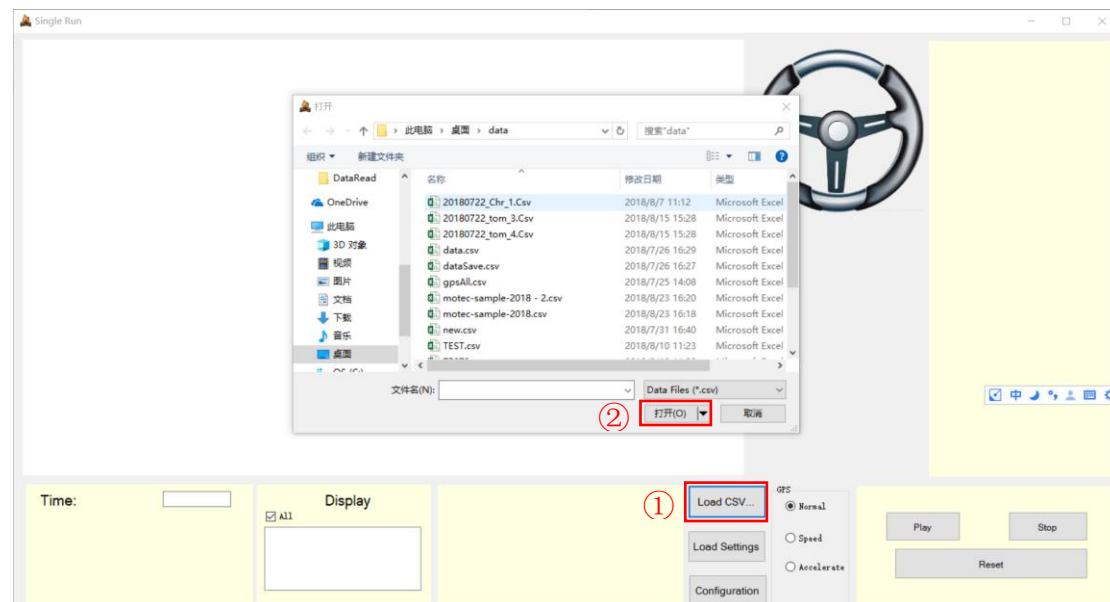 Single Run
打开
此电脑 › 桌面 › data
搜索"data"
组织
新建文件夹
名称
修改日期
类型
DataRead
OneDrive
此电脑
3D 对象
视频
图片
文档
下载
音乐
桌面
20180722_Chr_1.Csv 2018/8/7 11:12 Microsoft Excel
20180722_tom_3.Csv 2018/8/15 15:28 Microsoft Excel
20180722_tom_4.Csv 2018/8/15 15:28 Microsoft Excel
data.csv 2018/7/26 16:29 Microsoft Excel
dataSave.csv 2018/7/26 16:27 Microsoft Excel
gpsAll.csv 2018/7/25 14:08 Microsoft Excel
motec-sample-2018 - 2.csv 2018/8/23 16:20 Microsoft Excel
motec-sample-2018.csv 2018/8/23 16:18 Microsoft Excel
new.csv 2018/7/31 16:40 Microsoft Excel
TEST.csv 2018/8/10 11:23 Microsoft Excel
文件名(N):
Data Files (*.csv)
②
打开(O)
取消
中
Time:
Display
All
①
Load CSV...
Load Settings
Configuration
GPS
Normal
Speed
Accelerate
Play
Stop
Reset